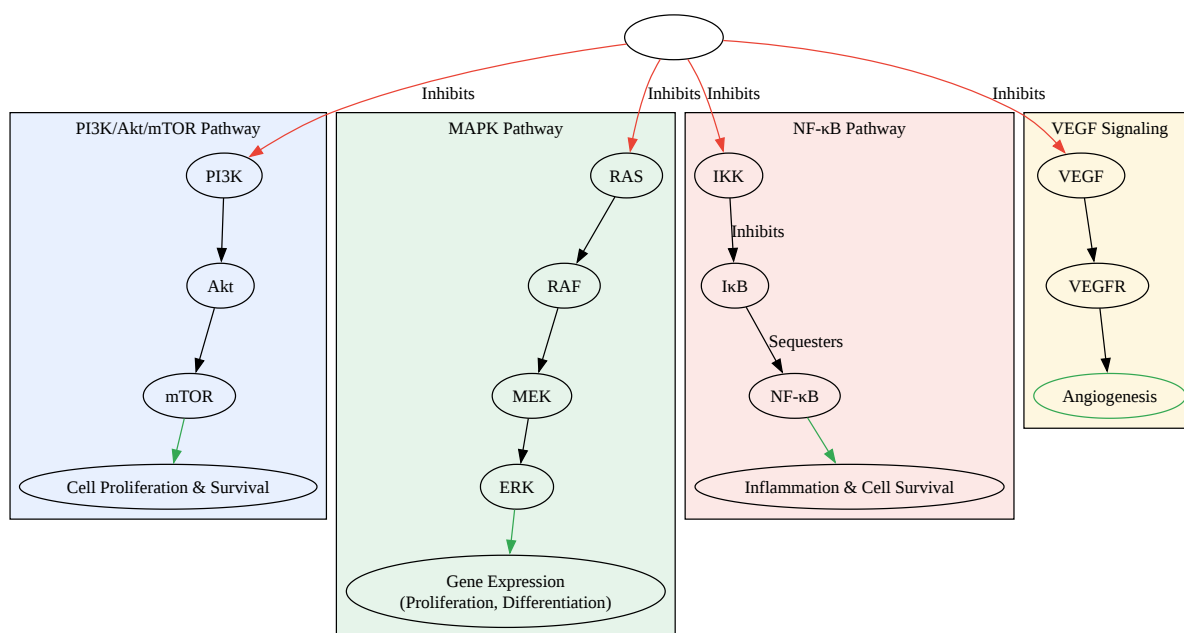 Inhibits
Inhibits
Inhibits
Inhibits
PI3K/Akt/mTOR Pathway
PI3K
Akt
mTOR
Cell Proliferation & Survival
MAPK Pathway
RAS
RAF
MEK
ERK
Gene Expression
(Proliferation, Differentiation)
NF-κB Pathway
IKK
Inhibits
IκB
Sequesters
NF-κB
Inflammation & Cell Survival
VEGF Signaling
VEGF
VEGFR
Angiogenesis